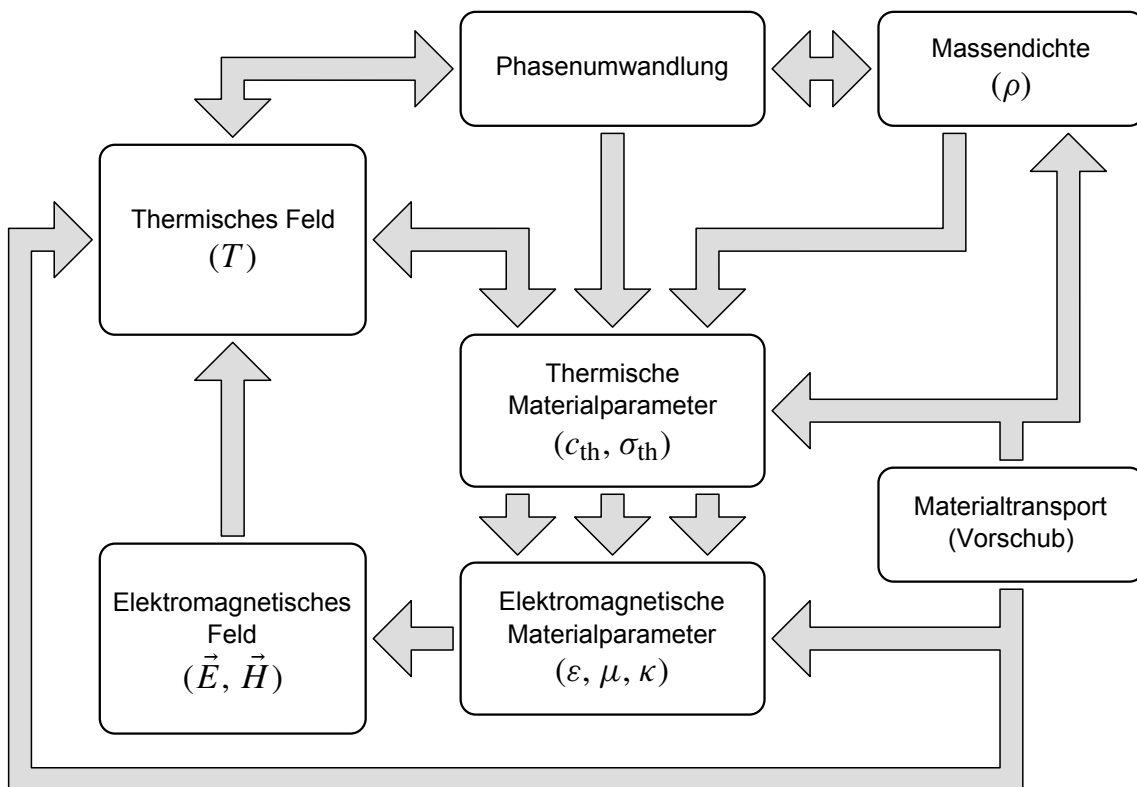 Phasenumwandlung
Massendichte
(ρ)
Thermisches Feld
(T)
Thermische
Materialparameter
(c_th, σ_th)
Materialtransport
(Vorschub)
Elektromagnetisches
Feld
(E⃗, H⃗)
Elektromagnetische
Materialparameter
(ε, μ, κ)